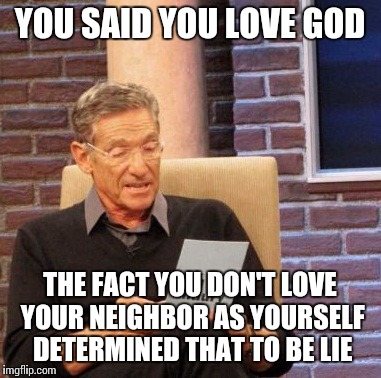 YOU SAID YOU LOVE GOD
THE FACT YOU DON'T LOVE
YOUR NEIGHBOR AS YOURSELF
DETERMINED THAT TO BE LIE
imgflip.com